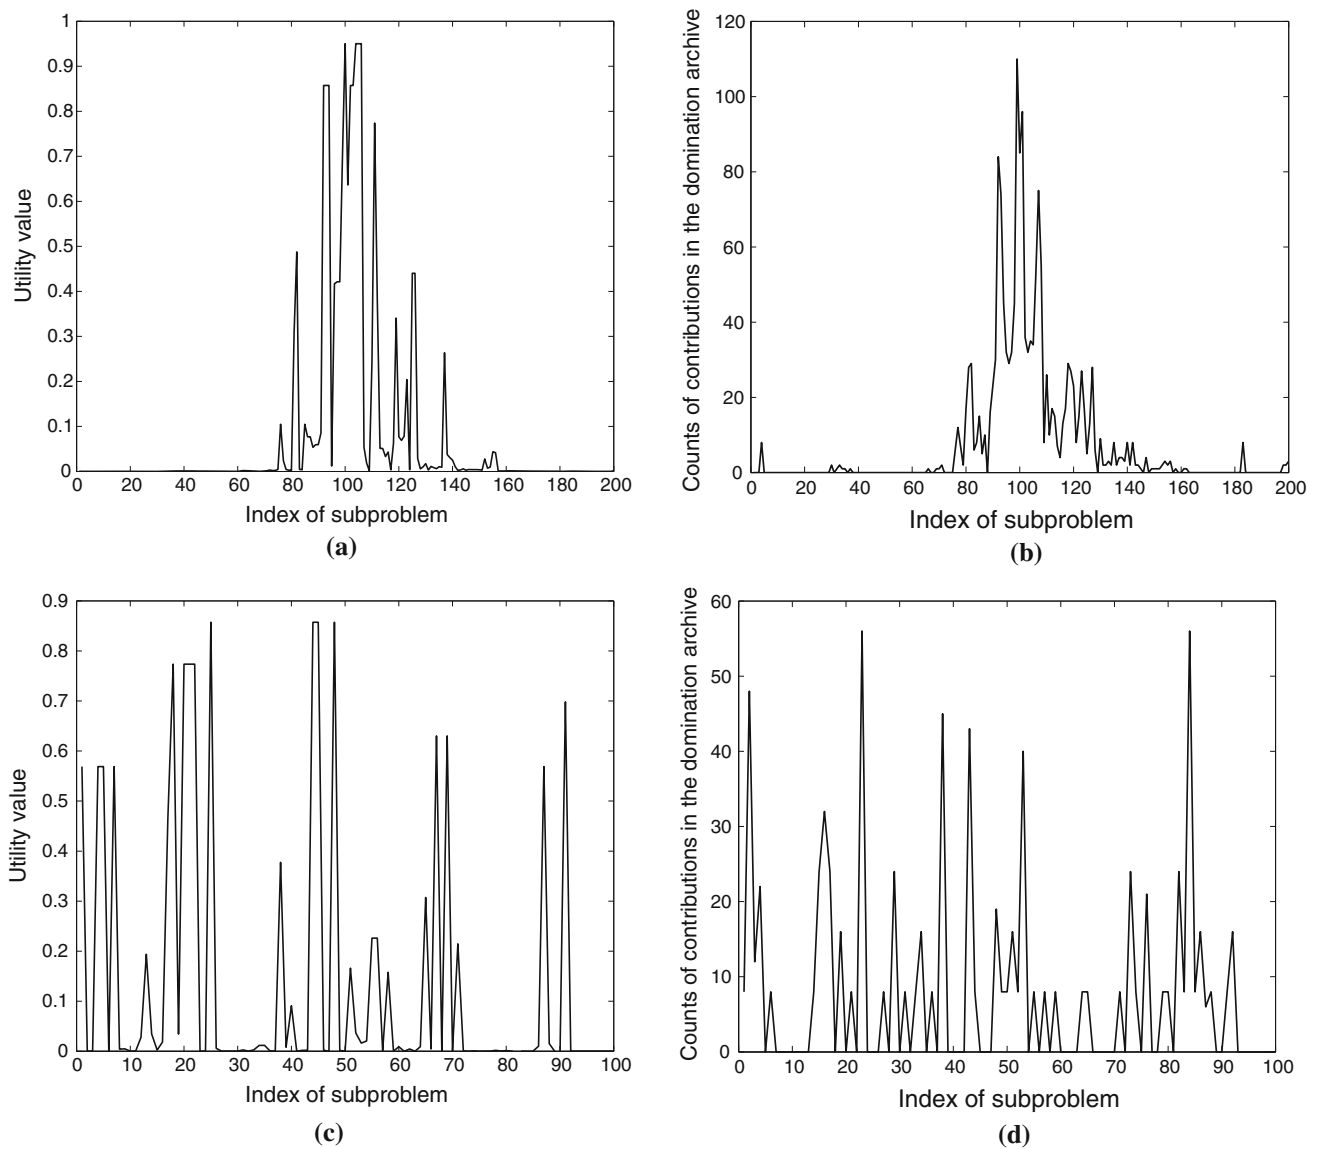 Utility value
1
0.9
0.8
0.7
0.6
0.5
0.4
0.3
0.2
0.1
0
0 20 40 60 80 100 120 140 160 180 200
Index of subproblem
(a)
Counts of contributions in the domination archive
120
100
80
60
40
20
0
0 20 40 60 80 100 120 140 160 180 200
Index of subproblem
(b)
Utility value
0.9
0.8
0.7
0.6
0.5
0.4
0.3
0.2
0.1
0
0 10 20 30 40 50 60 70 80 90 100
Index of subproblem
(c)
Counts of contributions in the domination archive
60
50
40
30
20
10
0
0 10 20 30 40 50 60 70 80 90 100
Index of subproblem
(d)